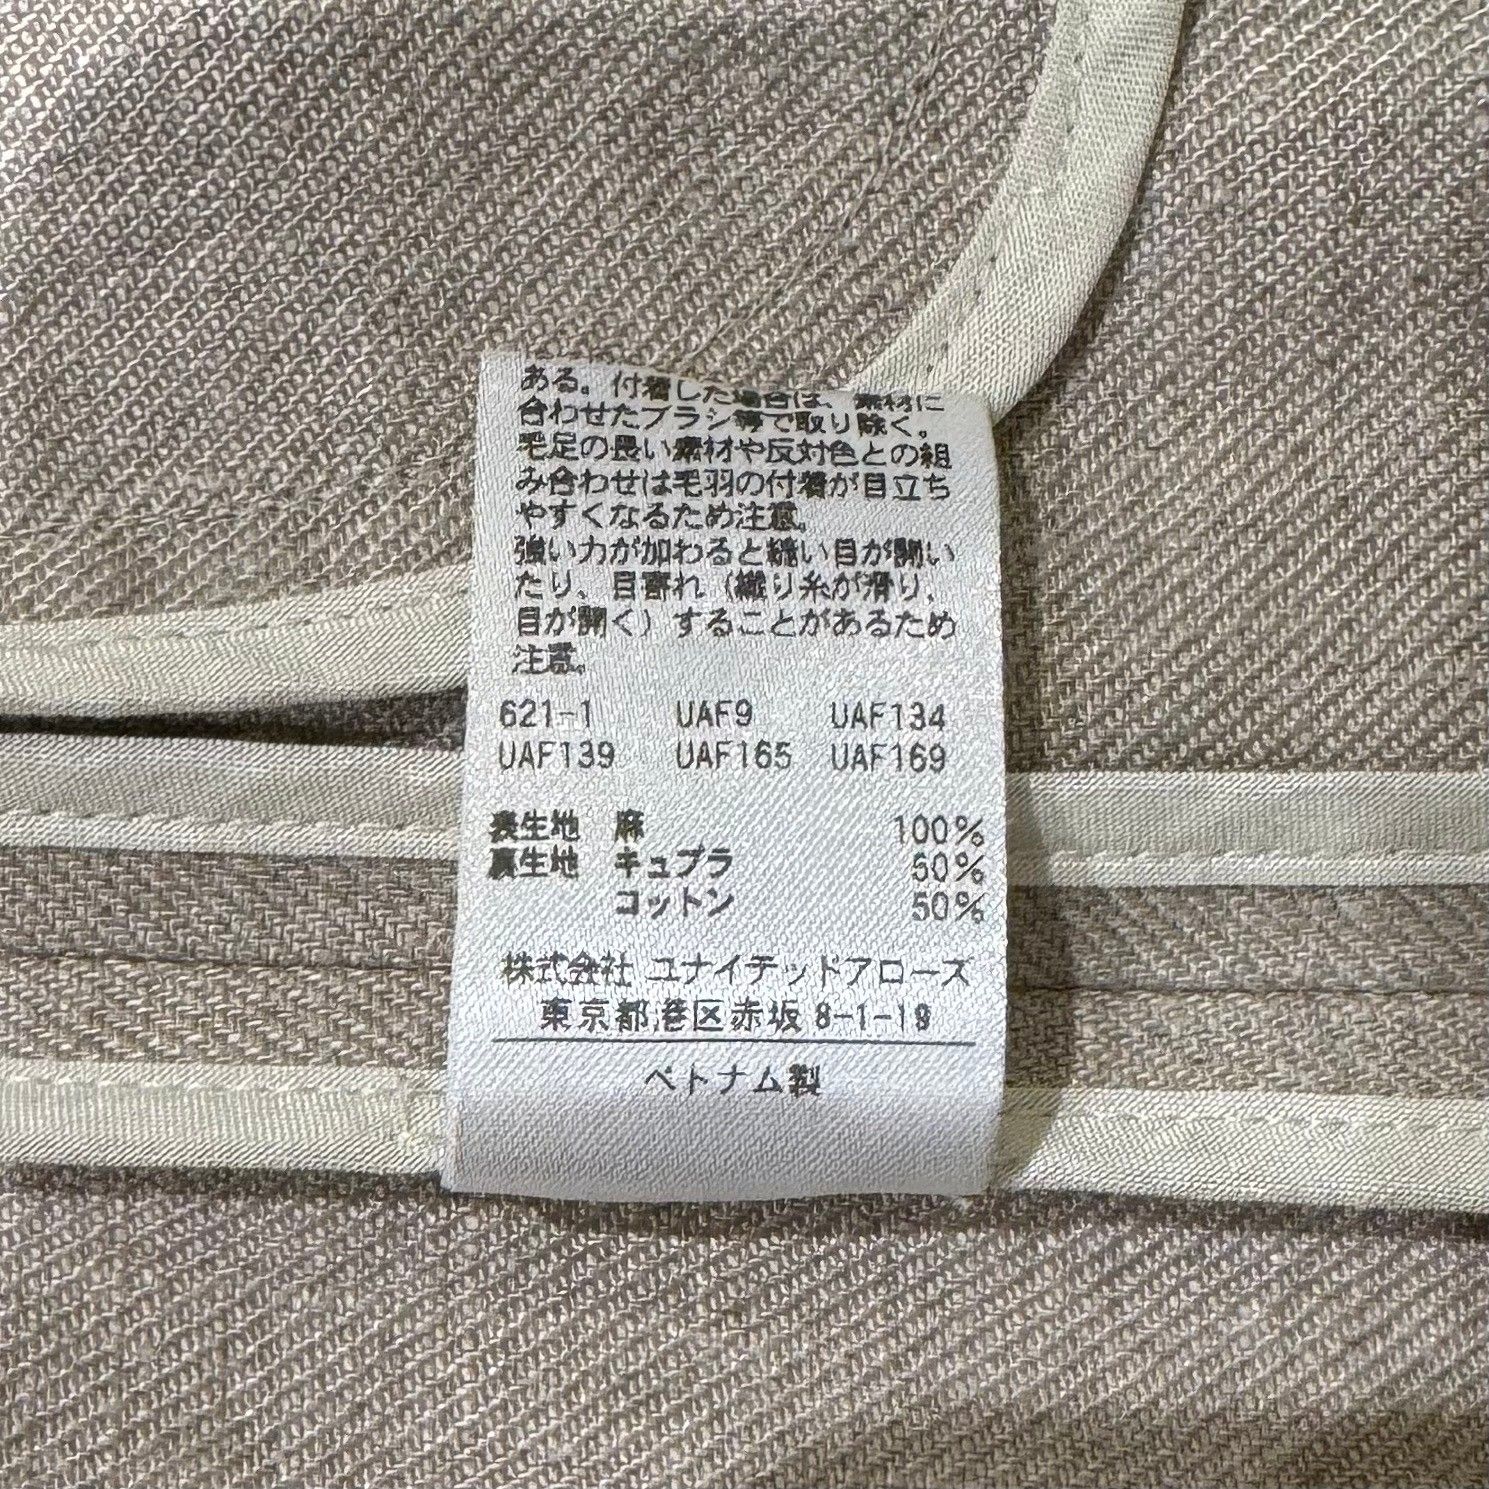 ある。付着した場合は、素材に
合わせたブラシ等で取り除く。
毛足の長い素材や反対色との組
み合わせは毛羽の付着が目立ち
やすくなるため注意。
強い力が加わると縫い目が開い
たり、目寄れ（織り糸が滑り、
目が開く）することがあるため
注意。
621-1 UAF9 UAF134
UAF139 UAF165 UAF169
表生地 麻 100%
裏生地 キュプラ 50%
コットン 50%
株式会社 ユナイテッドアローズ
東京都港区赤坂 8-1-19
ベトナム製